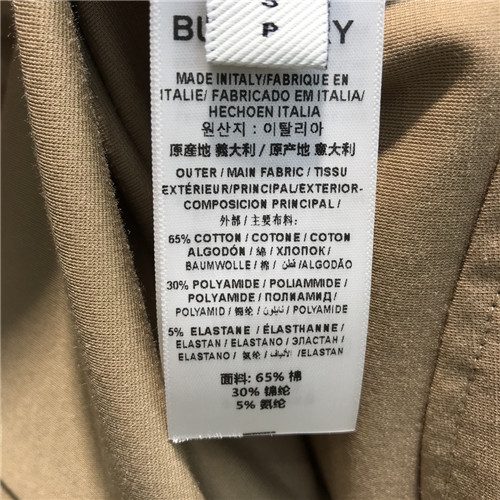 S
P
MADE INITALY/FABRIQUE EN
ITALIE/ FABRICADO EM ITALIA/
HECHOEN ITALIA
원산지 : 이탈리아
原産地 義大利/ 原产地 意大利
OUTER / MAIN FABRIC / TISSU
EXTÉRIEUR/PRINCIPAL/EXTERIOR-
COMPOSICION PRINCIPAL /
外部 / 主要布料:
65% COTTON / COTONE / COTON
ALGODÓN / 綿 / ХЛОПОК /
BAUMWOLLE / 棉 / قطن /ALGODÃO
30% POLYAMIDE / POLIAMMIDE /
POLYAMIDE / ПОЛИАМИД /
POLYAMID / 锦纶 / نايلون / POLYAMIDE
5% ELASTANE / ÉLASTHANNE /
ELASTAN / ELASTANO / ЭЛАСТАН /
ELASTANO / 氨纶 / الألياف /ELASTAN
面料: 65% 棉
30% 锦纶
5% 氨纶